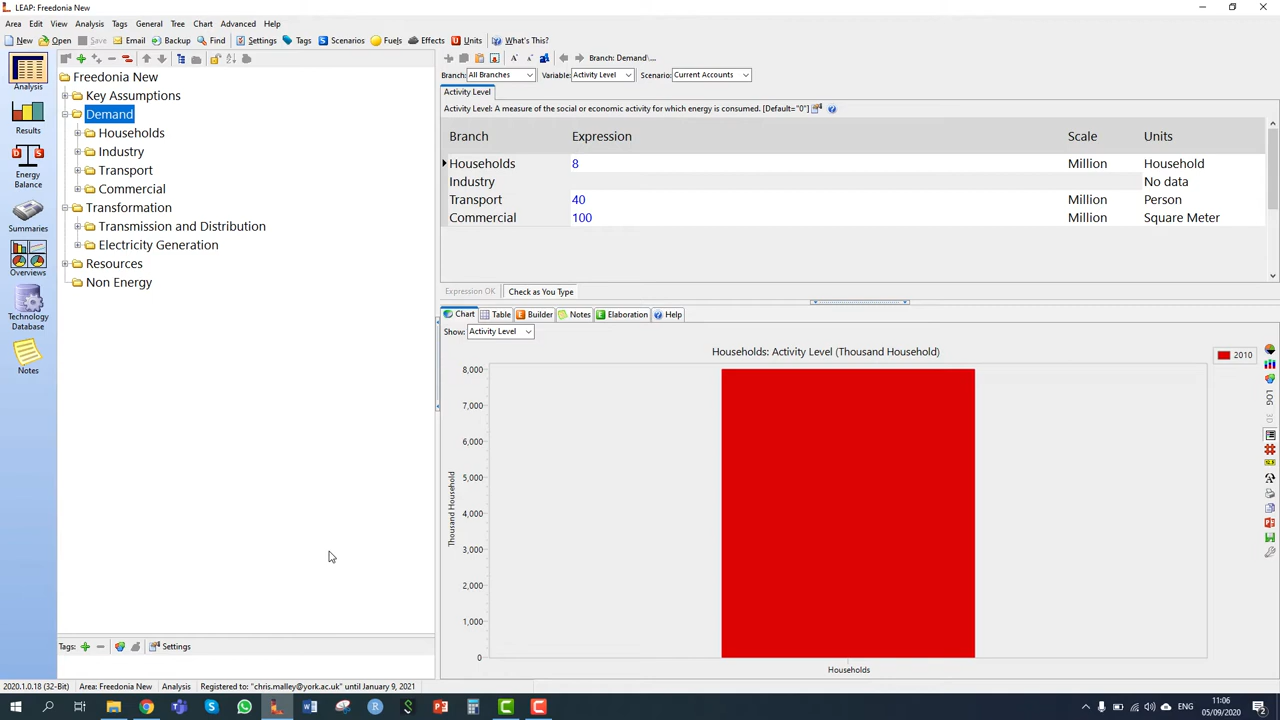 LEAP: Freedonia New
Area Edit View Analysis Tags General Tree Chart Advanced Help
New Open Save Email Backup Find Settings Tags Scenarios Fuels Effects Units What's This?
Analysis
Results
Energy
Balance
Summaries
Overviews
Technology
Database
Notes
Freedonia New
Key Assumptions
Demand
Households
Industry
Transport
Commercial
Transformation
Transmission and Distribution
Electricity Generation
Resources
Non Energy
Tags: Settings
Branch: Demand\...
Branch: All Branches Variable: Activity Level Scenario: Current Accounts
Activity Level
Activity Level: A measure of the social or economic activity for which energy is consumed. [Default="0"]
Branch Expression Scale Units
Households 8 Million Household
Industry No data
Transport 40 Million Person
Commercial 100 Million Square Meter
Expression OK Check as You Type
Chart Table Builder Notes Elaboration Help
Show: Activity Level
Households: Activity Level (Thousand Household)
2010
LOG
3D
Thousand Household
8,000
7,000
6,000
5,000
4,000
3,000
2,000
1,000
0
Households
2020.1.0.18 (32-Bit) Area: Freedonia New Analysis Registered to: "chris.malley@york.ac.uk" until January 9, 2021
ENG 11:06
05/09/2020
2